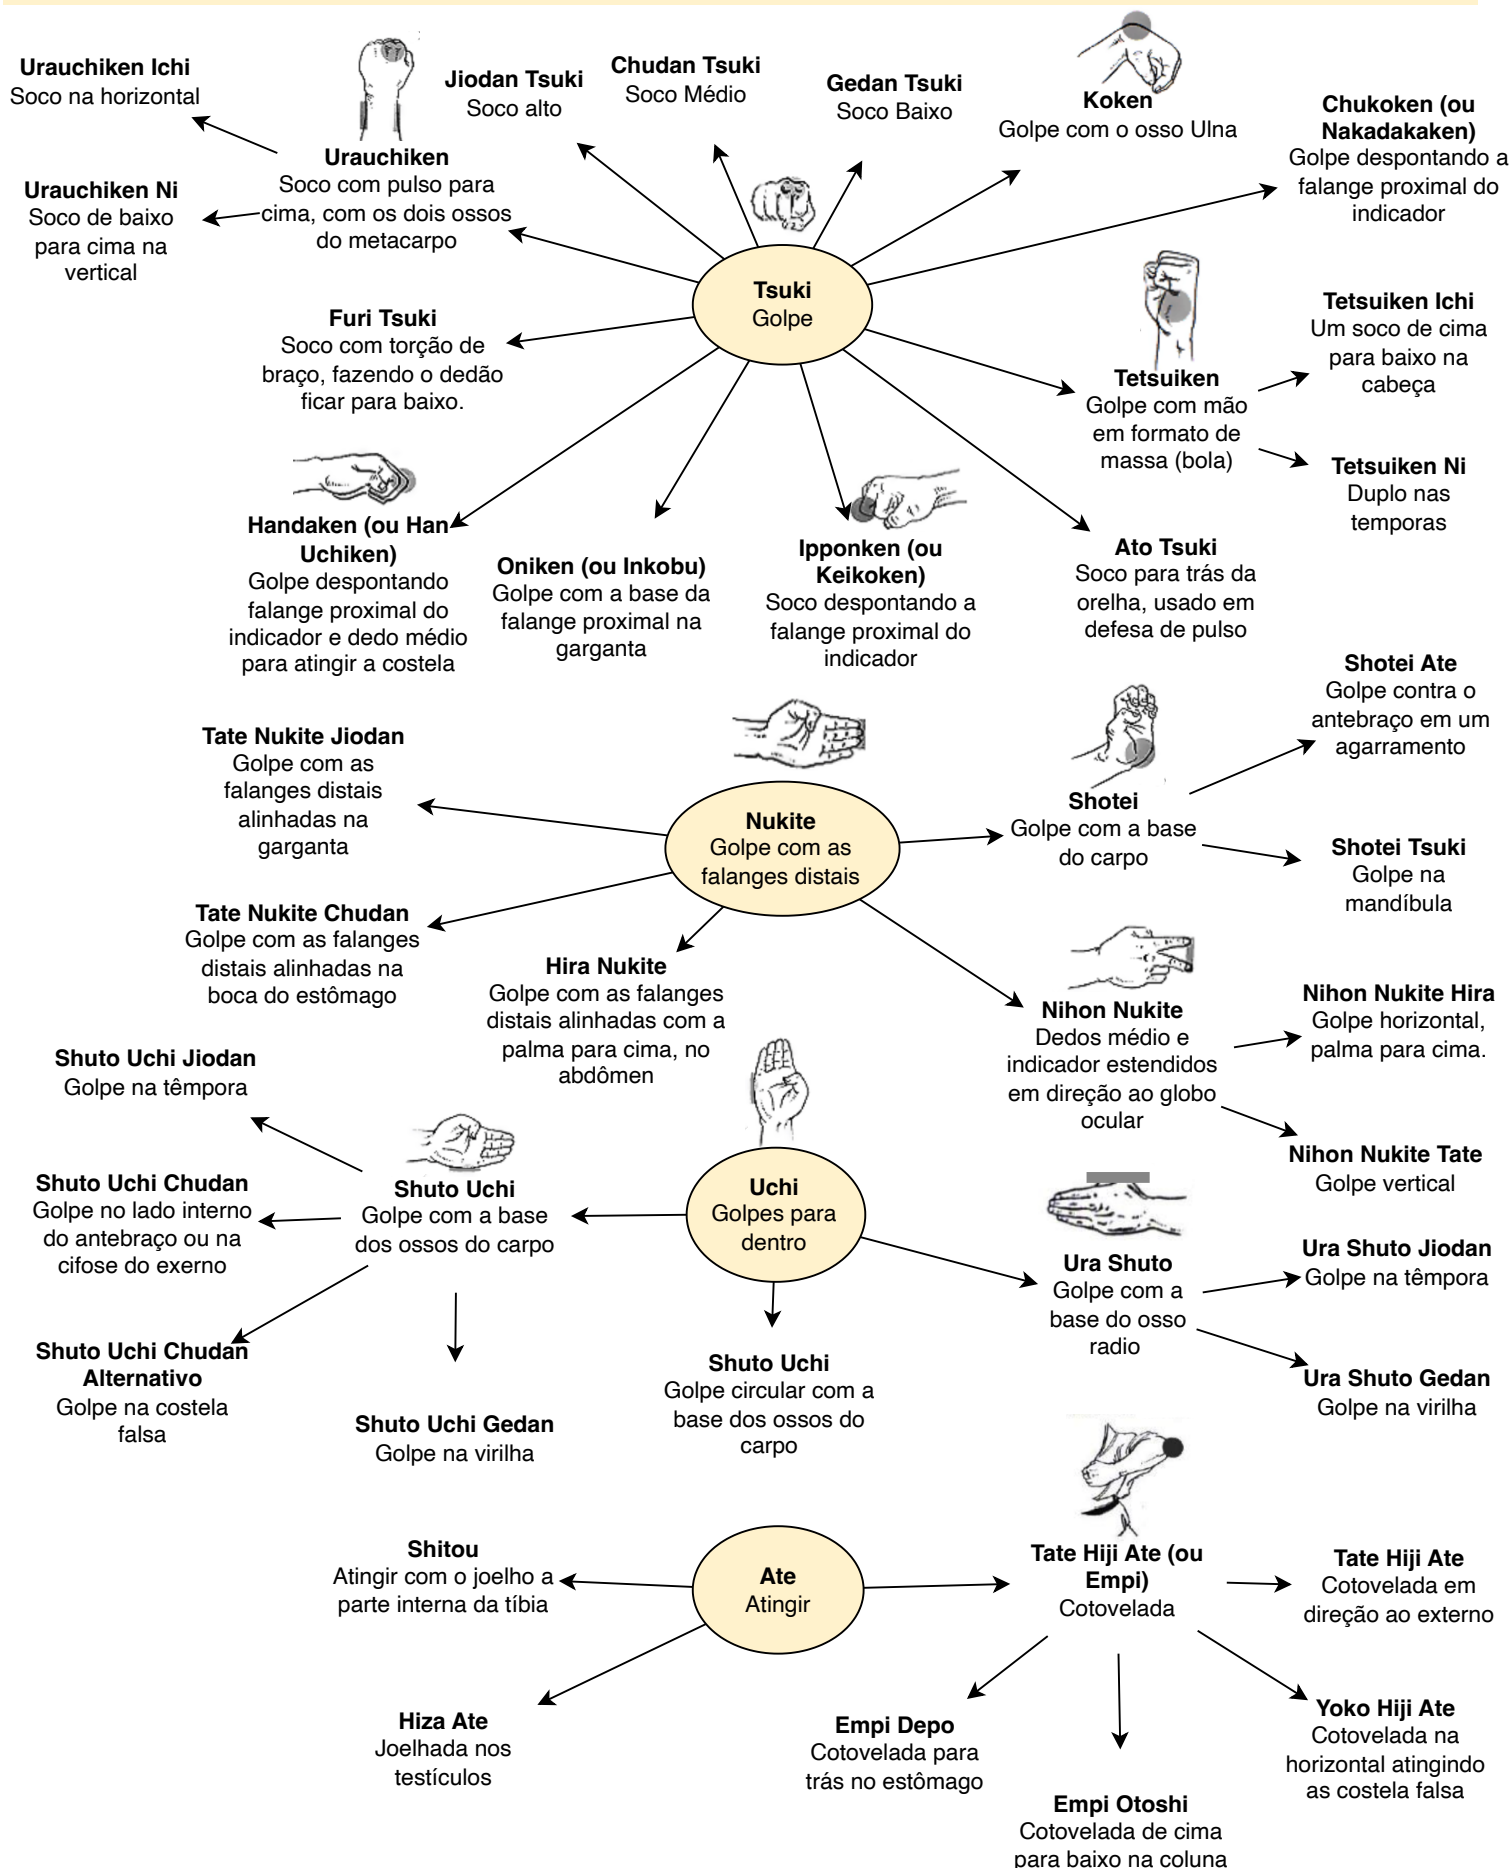 Urauchiken Ichi
Soco na horizontal
Urauchiken Ni
Soco de baixo
para cima na
vertical
Urauchiken
Soco com pulso para
cima, com os dois ossos
do metacarpo
Jiodan Tsuki
Soco alto
Chudan Tsuki
Soco Médio
Gedan Tsuki
Soco Baixo
Koken
Golpe com o osso Ulna
Chukoken (ou
Nakadakaken)
Golpe despontando a
falange proximal do
indicador
Tsuki
Golpe
Furi Tsuki
Soco com torção de
braço, fazendo o dedão
ficar para baixo.
Tetsuiken
Golpe com mão
em formato de
massa (bola)
Tetsuiken Ichi
Um soco de cima
para baixo na
cabeça
Tetsuiken Ni
Duplo nas
temporas
Handaken (ou Han
Uchiken)
Golpe despontando
falange proximal do
indicador e dedo médio
para atingir a costela
Oniken (ou Inkobu)
Golpe com a base da
falange proximal na
garganta
Ipponken (ou
Keikoken)
Soco despontando a
falange proximal do
indicador
Ato Tsuki
Soco para trás da
orelha, usado em
defesa de pulso
Nukite
Golpe com as
falanges distais
Tate Nukite Jiodan
Golpe com as
falanges distais
alinhadas na
garganta
Tate Nukite Chudan
Golpe com as falanges
distais alinhadas na
boca do estômago
Hira Nukite
Golpe com as falanges
distais alinhadas com a
palma para cima, no
abdômen
Shotei
Golpe com a base
do carpo
Shotei Ate
Golpe contra o
antebraço em um
agarramento
Shotei Tsuki
Golpe na
mandíbula
Nihon Nukite
Dedos médio e
indicador estendidos
em direção ao globo
ocular
Nihon Nukite Hira
Golpe horizontal,
palma para cima.
Nihon Nukite Tate
Golpe vertical
Uchi
Golpes para
dentro
Shuto Uchi
Golpe com a base
dos ossos do carpo
Shuto Uchi Jiodan
Golpe na têmpora
Shuto Uchi Chudan
Golpe no lado interno
do antebraço ou na
cifose do exerno
Shuto Uchi Chudan
Alternativo
Golpe na costela
falsa
Shuto Uchi Gedan
Golpe na virilha
Shuto Uchi
Golpe circular com a
base dos ossos do
carpo
Ura Shuto
Golpe com a
base do osso
radio
Ura Shuto Jiodan
Golpe na têmpora
Ura Shuto Gedan
Golpe na virilha
Ate
Atingir
Shitou
Atingir com o joelho a
parte interna da tíbia
Hiza Ate
Joelhada nos
testículos
Tate Hiji Ate (ou
Empi)
Cotovelada
Tate Hiji Ate
Cotovelada em
direção ao externo
Empi Depo
Cotovelada para
trás no estômago
Empi Otoshi
Cotovelada de cima
para baixo na coluna
Yoko Hiji Ate
Cotovelada na
horizontal atingindo
as costela falsa